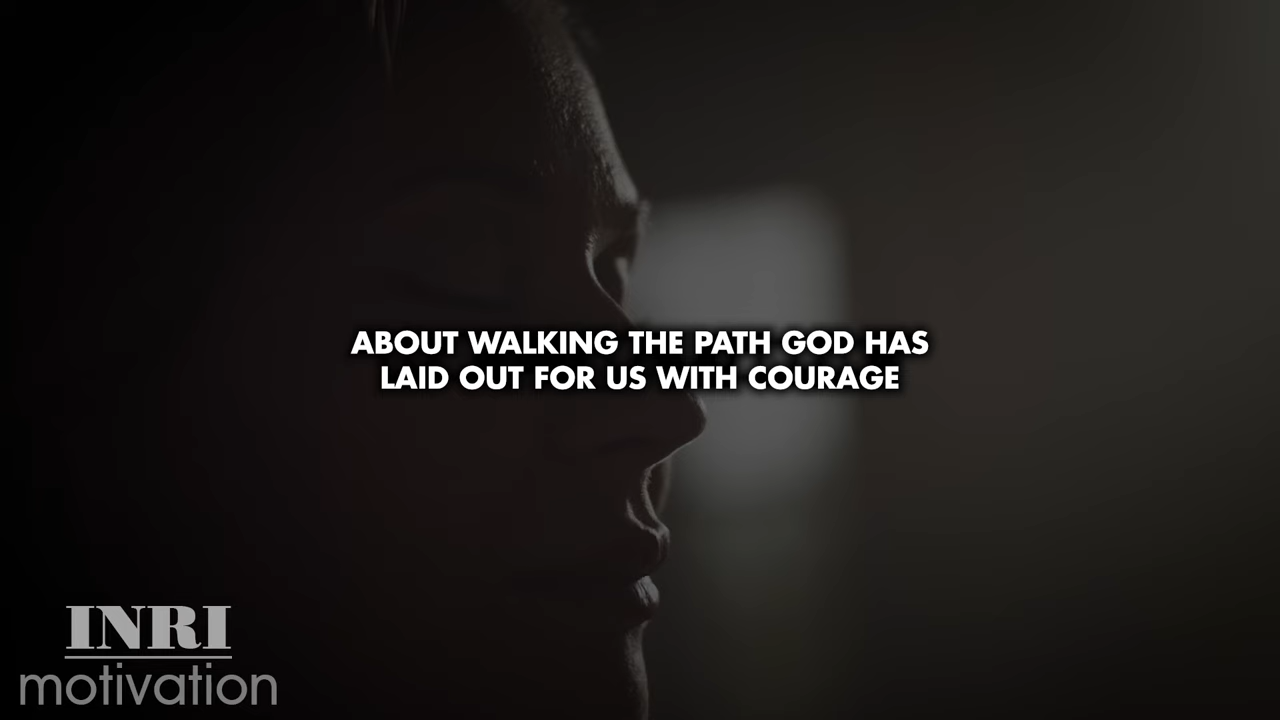 ABOUT WALKING THE PATH GOD HAS
LAID OUT FOR US WITH COURAGE
INRI
motivation